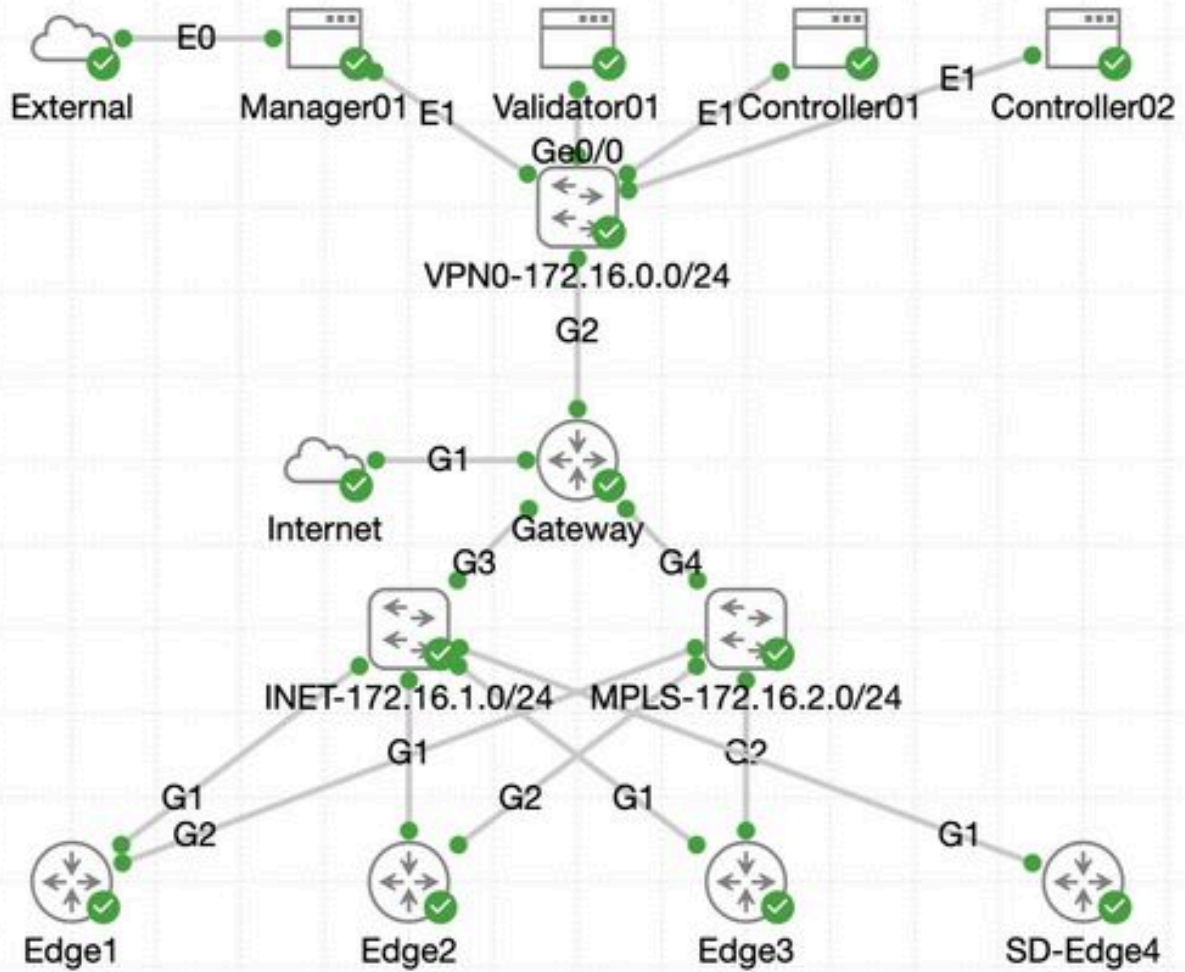 E0
External
Manager01
Validator01
Controller01
Controller02
E1
E1
E1
Ge0/0
VPN0-172.16.0.0/24
G2
G1
Internet
Gateway
G3
G4
INET-172.16.1.0/24
MPLS-172.16.2.0/24
G1
G2
G1
G2
G1
G2
G1
Edge1
Edge2
Edge3
SD-Edge4